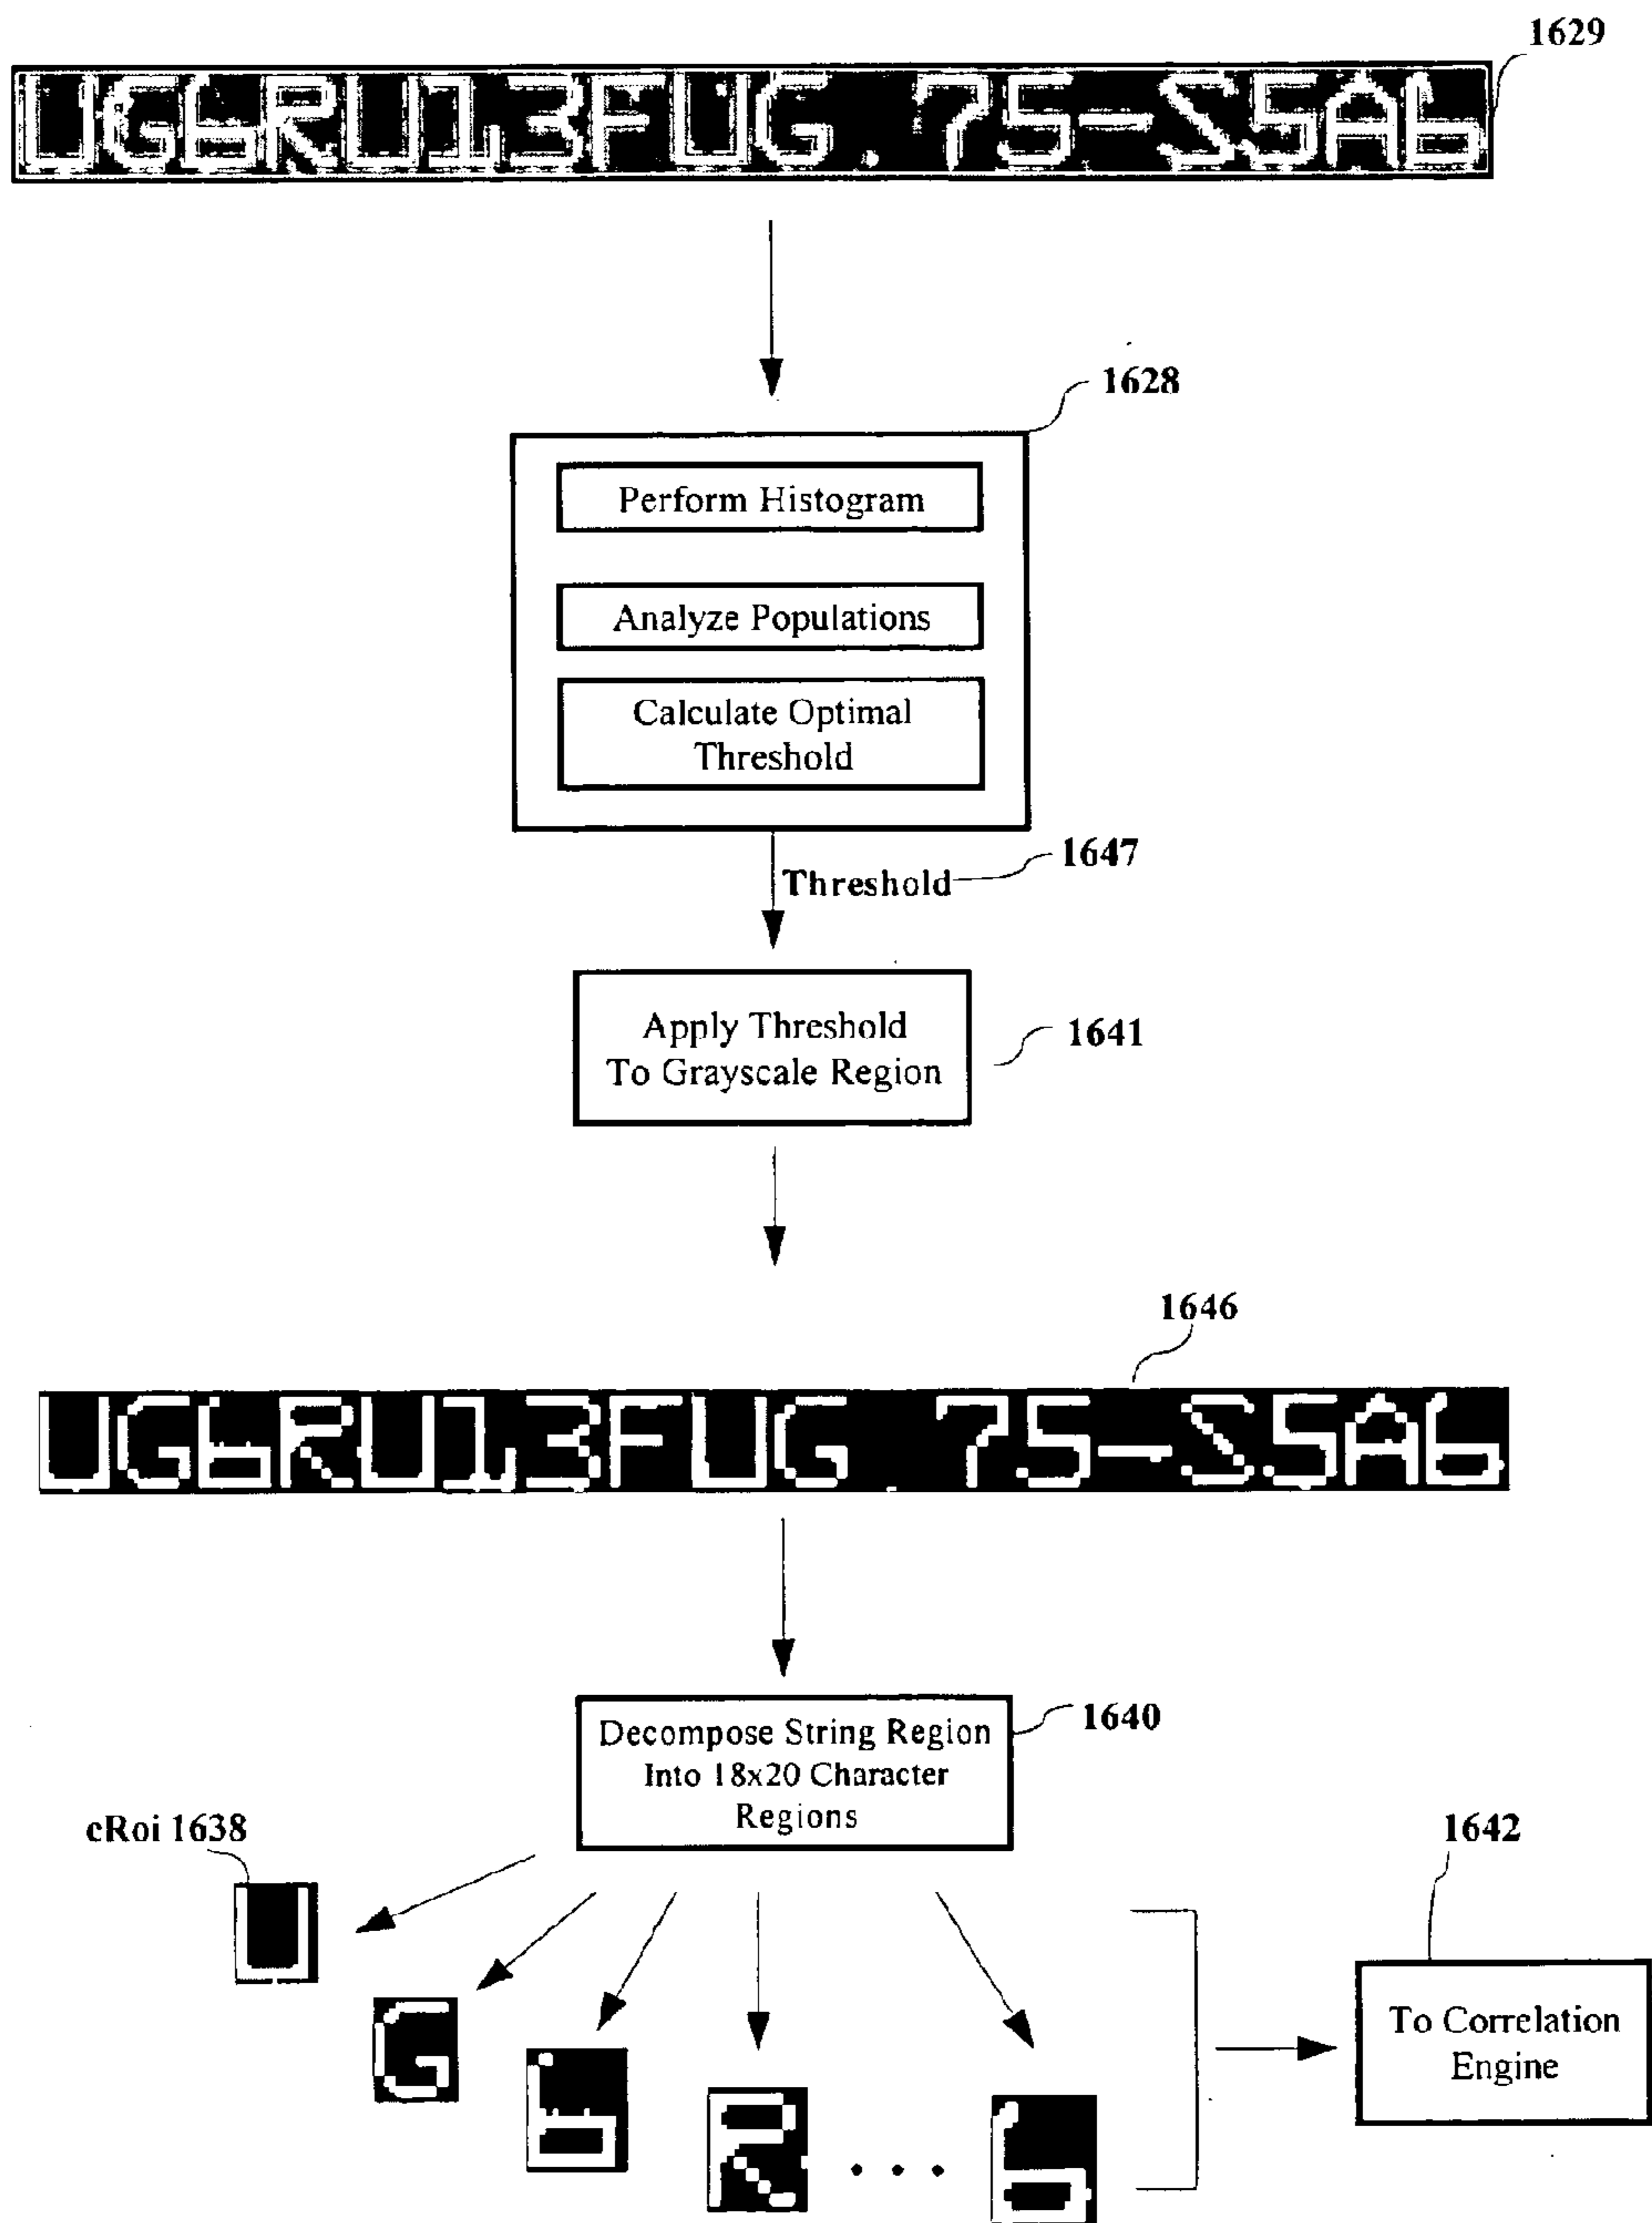 1629
UG6RU13FUG.75-S5A6
1628
Perform Histogram
Analyze Populations
Calculate Optimal
Threshold
1647
Threshold
Apply Threshold
To Grayscale Region
1641
1646
UG6RU13FUG.75-S5A6
Decompose String Region
Into 18x20 Character
Regions
1640
cRoi 1638
1642
U
G
6
R
• • •
6
To Correlation
Engine